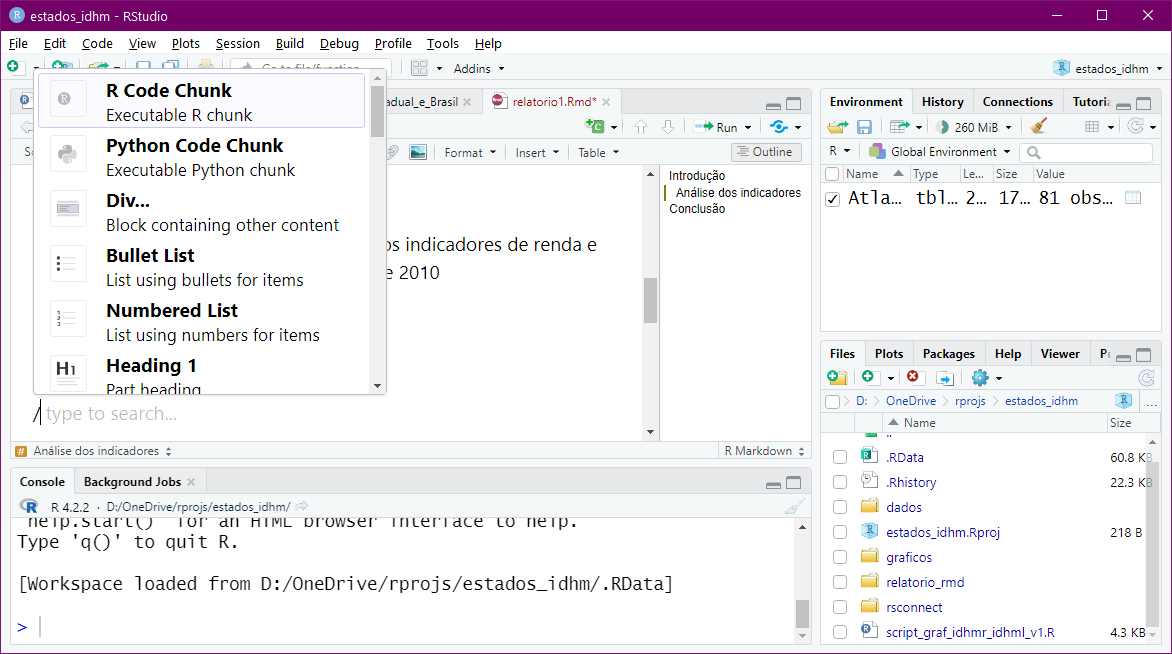 estados_idhm - RStudio
File Edit Code View Plots Session Build Debug Profile Tools Help
Go to file/function
Addins
estados_idhm
R Code Chunk
Executable R chunk
Python Code Chunk
Executable Python chunk
Div...
Block containing other content
Bullet List
List using bullets for items
Numbered List
List using numbers for items
H1
Heading 1
Part heading
/ type to search...
adual_e_Brasil
relatorio1.Rmd*
Run
Format Insert Table Outline
os indicadores de renda e
e 2010
Introdução
Análise dos indicadores
Conclusão
# Análise dos indicadores
R Markdown
Console Background Jobs
R 4.2.2 · D:/OneDrive/rprojs/estados_idhm/
'help.start()' for an HTML browser interface to help.
Type 'q()' to quit R.
[Workspace loaded from D:/OneDrive/rprojs/estados_idhm/.RData]
>
Environment History Connections Tutori
260 MiB
R Global Environment
Name Type Le... Size Value
Atla... tbl... 2... 17... 81 obs...
Files Plots Packages Help Viewer
D: OneDrive rprojs estados_idhm ...
Name Size
..
.RData 60.8 KB
.Rhistory 22.3 KB
dados
estados_idhm.Rproj 218 B
graficos
relatorio_rmd
rsconnect
script_graf_idhmr_idhml_v1.R 4.3 KB